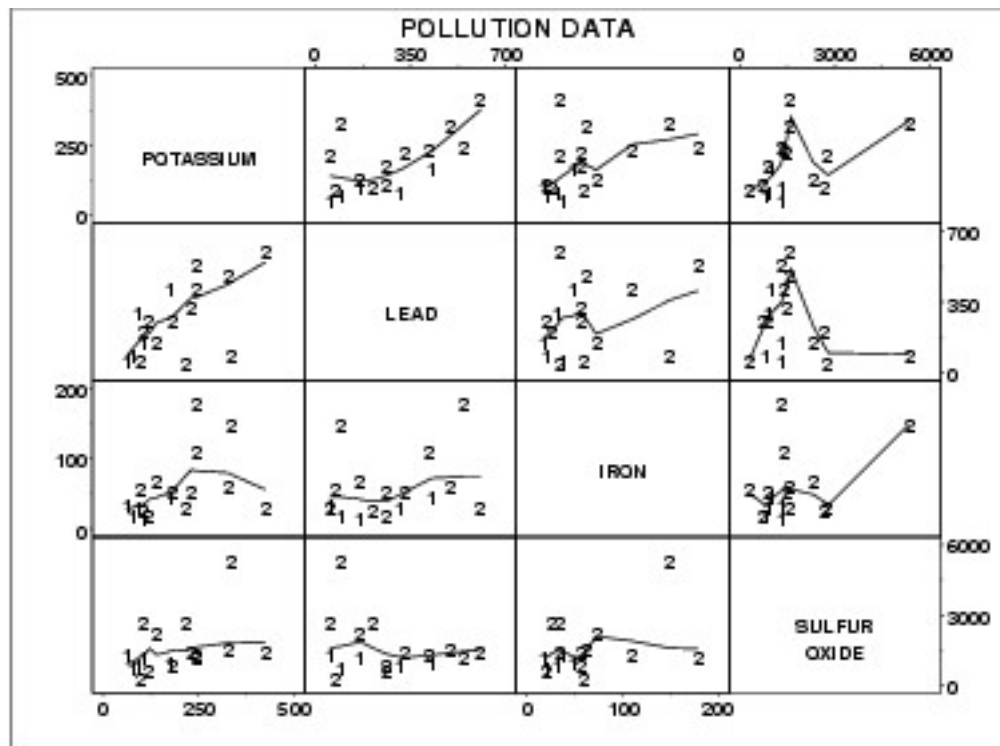 POLLUTION DATA
0 350 700 0 3000 6000
500
250
0
POTASSIUM
LEAD
700
350
0
200
100
0
IRON
SULFUR
OXIDE
6000
3000
0
0 250 500 0 100 200